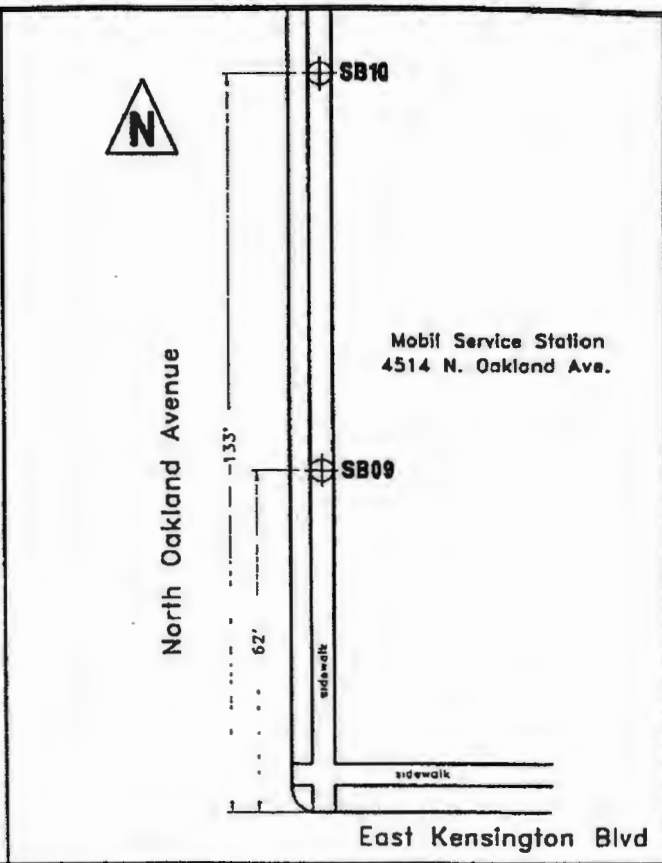 SB10
N
Mobil Service Station
4514 N. Oakland Ave.
North Oakland Avenue
133'
SB09
62'
sidewalk
sidewalk
East Kensington Blvd